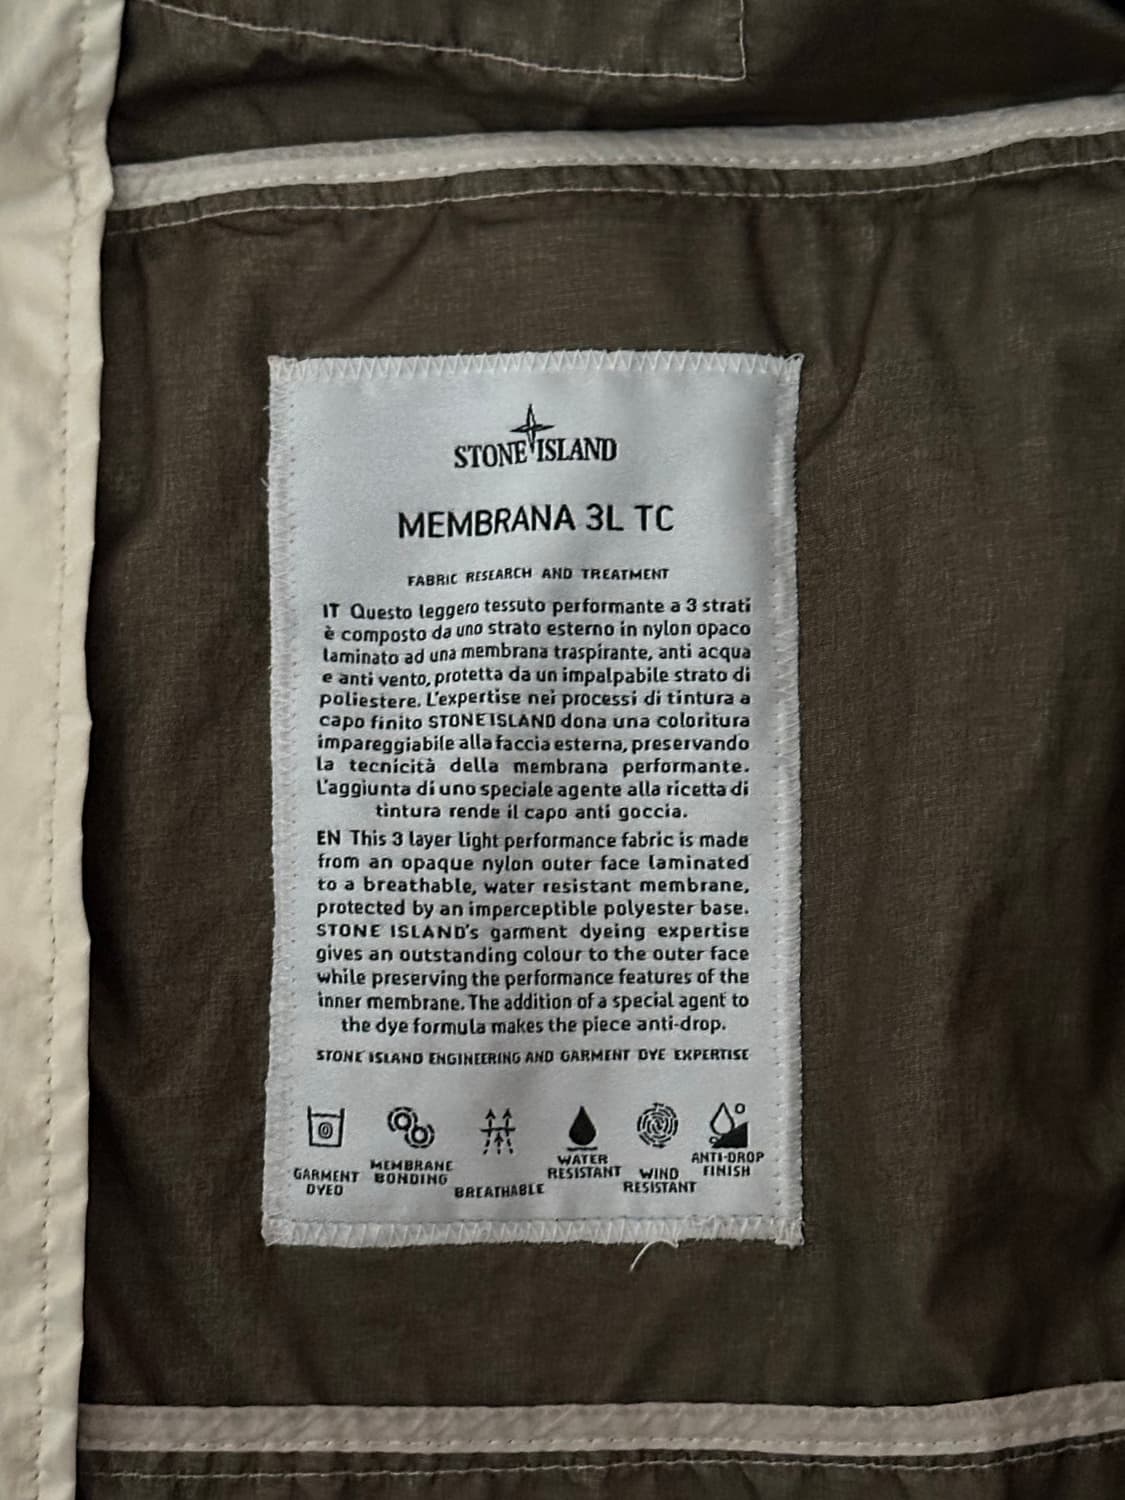 STONE ISLAND
MEMBRANA 3L TC
FABRIC RESEARCH AND TREATMENT
IT Questo leggero tessuto performante a 3 strati
è composto da uno strato esterno in nylon opaco
laminato ad una membrana traspirante, anti acqua
e anti vento, protetta da un impalpabile strato di
poliestere. L'expertise nei processi di tintura a
capo finito STONE ISLAND dona una coloritura
impareggiabile alla faccia esterna, preservando
la tecnicità della membrana performante.
L'aggiunta di uno speciale agente alla ricetta di
tintura rende il capo anti goccia.
EN This 3 layer light performance fabric is made
from an opaque nylon outer face laminated
to a breathable, water resistant membrane,
protected by an imperceptible polyester base.
STONE ISLAND's garment dyeing expertise
gives an outstanding colour to the outer face
while preserving the performance features of the
inner membrane. The addition of a special agent to
the dye formula makes the piece anti-drop.
STONE ISLAND ENGINEERING AND GARMENT DYE EXPERTISE
GARMENT
DYED
MEMBRANE
BONDING
BREATHABLE
WATER
RESISTANT
WIND
RESISTANT
ANTI-DROP
FINISH